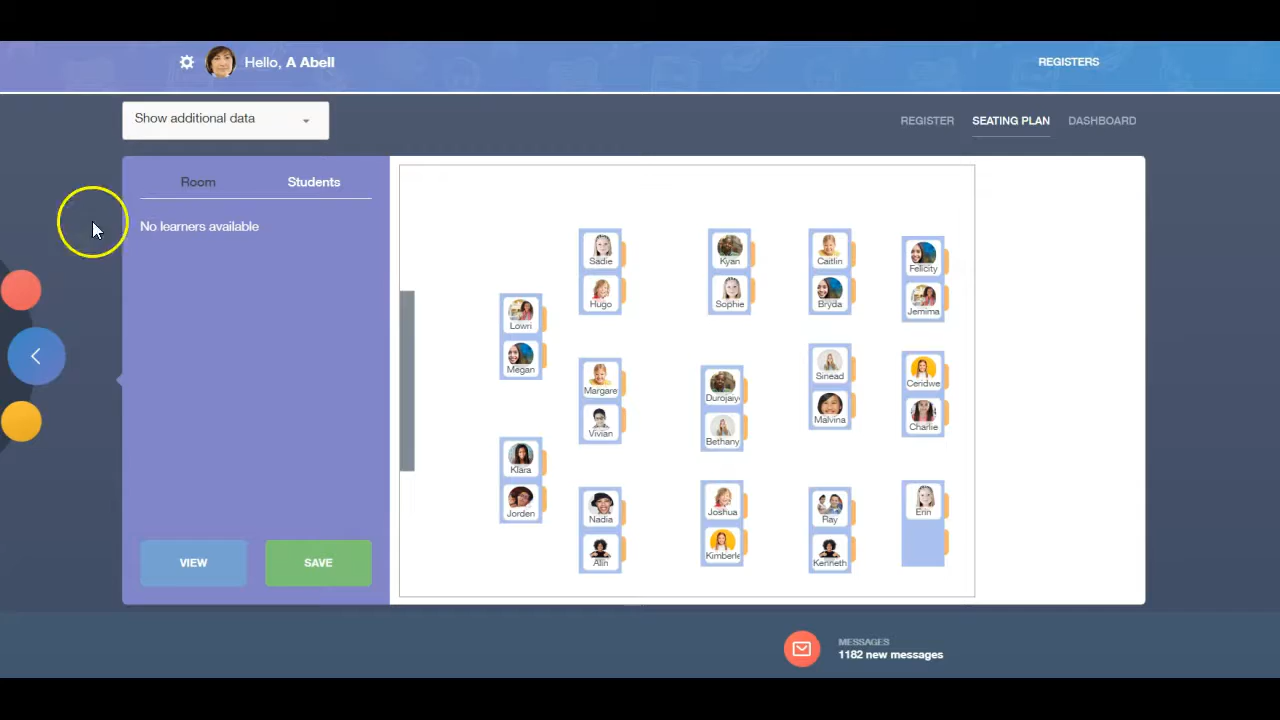 Hello, A Abell
REGISTERS
Show additional data
REGISTER SEATING PLAN DASHBOARD
Room Students
No learners available
VIEW SAVE
Sadie
Hugo
Kyan
Sophie
Caitlin
Bryda
Felicity
Jemima
Lowri
Megan
Margare
Vivian
Durojaiy
Bethany
Sinead
Malvina
Ceridwe
Charlie
Klara
Jorden
Nadia
Alin
Joshua
Kimberle
Ray
Kenneth
Erin
MESSAGES
1182 new messages